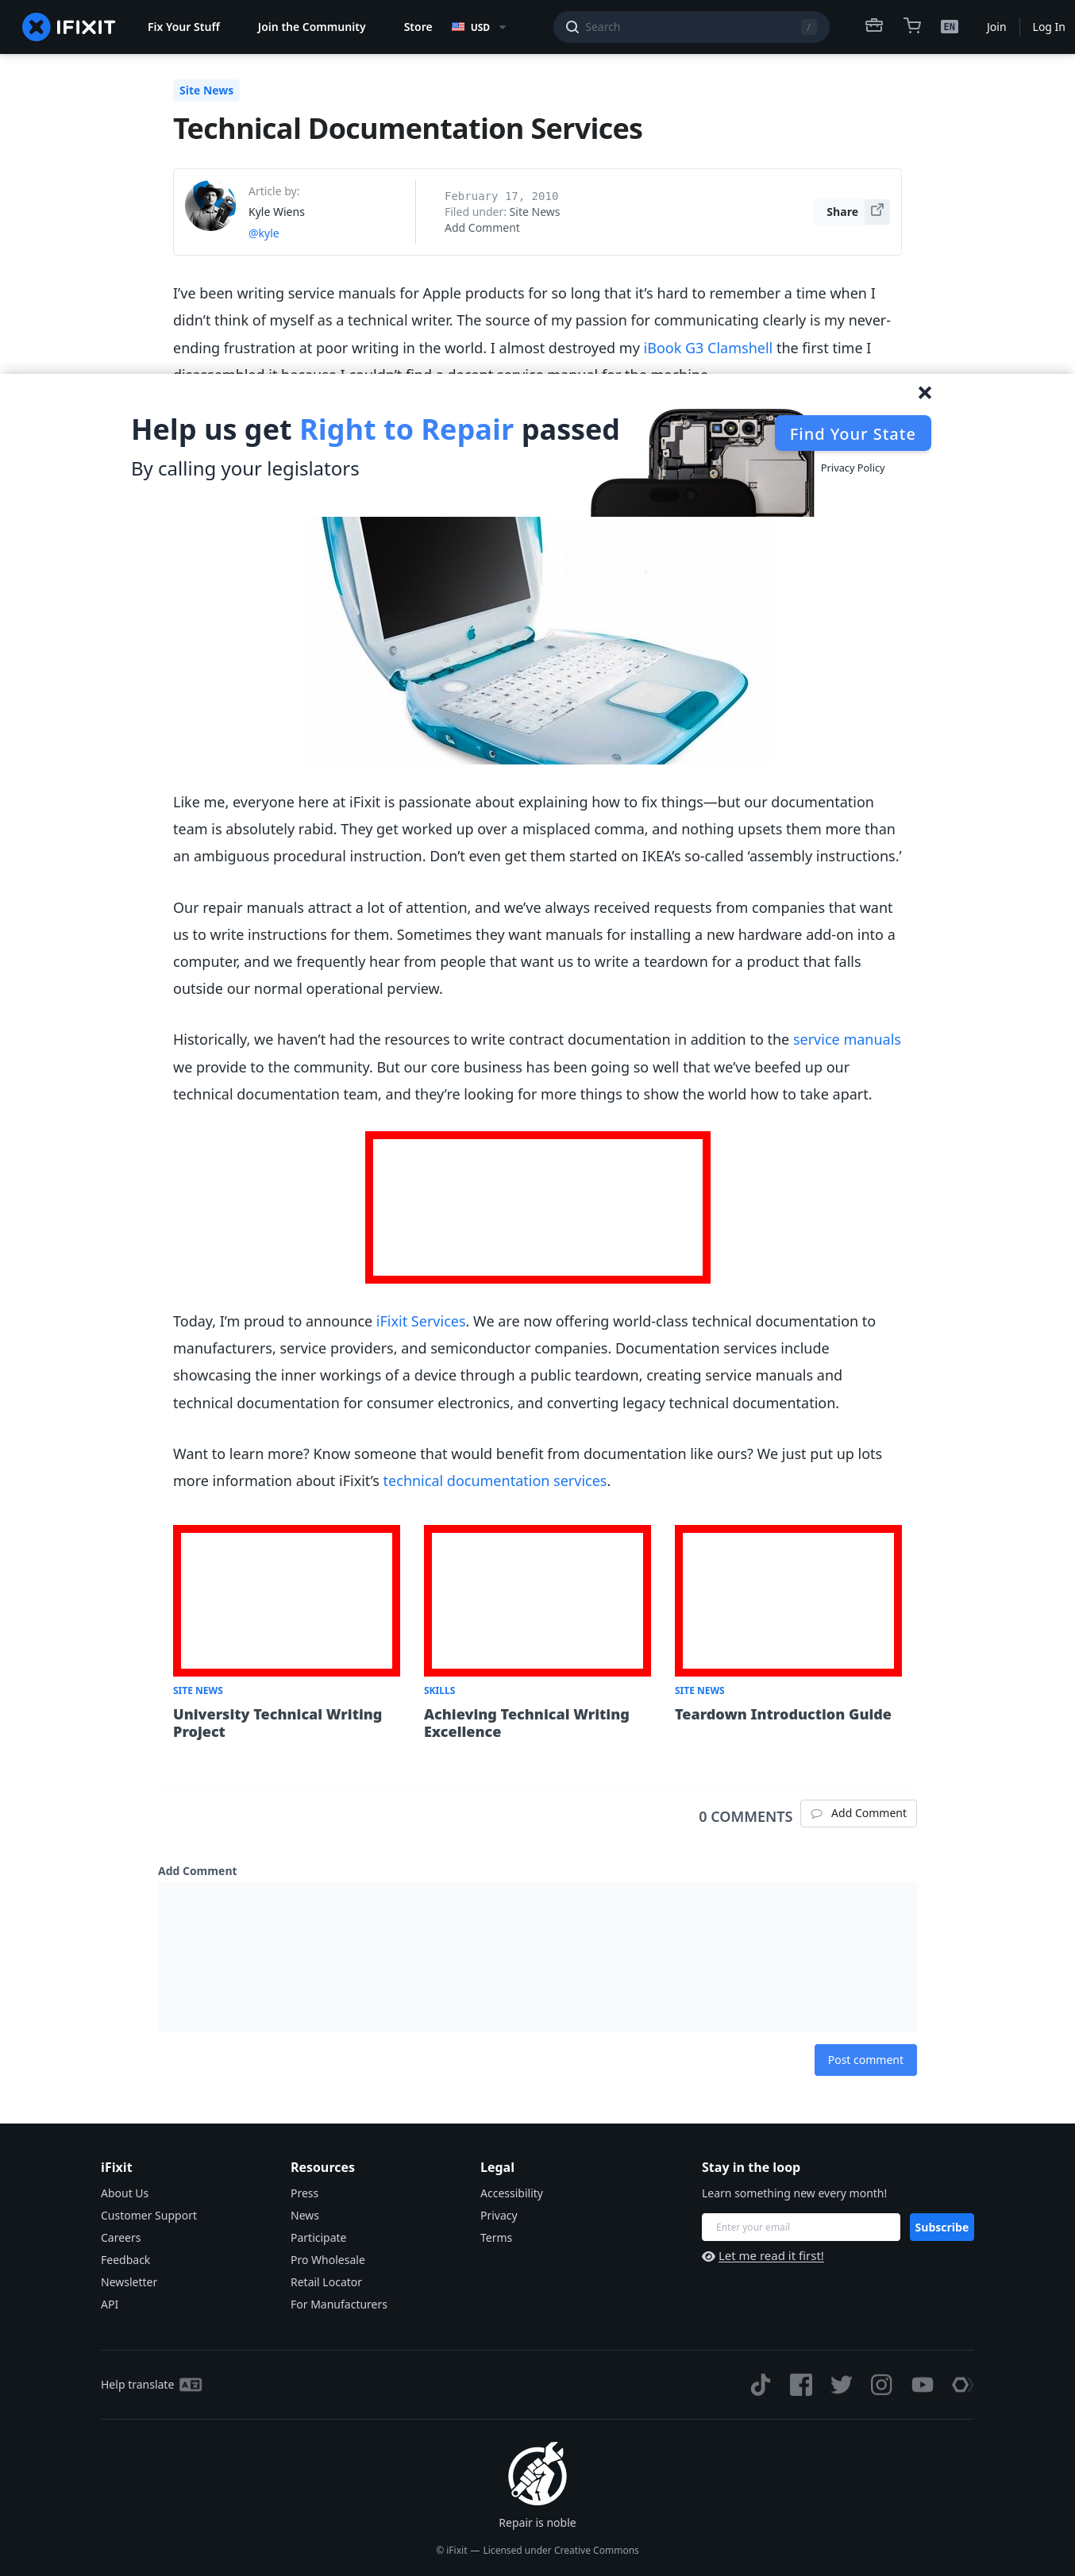 IFIXIT
Fix Your Stuff
Join the Community
Store
USD
Search
/
EN
Join
Log In
Site News
Technical Documentation Services
Article by:
Kyle Wiens
@kyle
February 17, 2010
Filed under: Site News
Add Comment
Share
I’ve been writing service manuals for Apple products for so long that it’s hard to remember a time when I
didn’t think of myself as a technical writer. The source of my passion for communicating clearly is my never-
ending frustration at poor writing in the world. I almost destroyed my iBook G3 Clamshell the first time I
disassembled it because I couldn’t find a decent service manual for the machine.
Help us get Right to Repair passed
By calling your legislators
Find Your State
Privacy Policy
Like me, everyone here at iFixit is passionate about explaining how to fix things—but our documentation
team is absolutely rabid. They get worked up over a misplaced comma, and nothing upsets them more than
an ambiguous procedural instruction. Don’t even get them started on IKEA’s so-called ‘assembly instructions.’
Our repair manuals attract a lot of attention, and we’ve always received requests from companies that want
us to write instructions for them. Sometimes they want manuals for installing a new hardware add-on into a
computer, and we frequently hear from people that want us to write a teardown for a product that falls
outside our normal operational perview.
Historically, we haven’t had the resources to write contract documentation in addition to the service manuals
we provide to the community. But our core business has been going so well that we’ve beefed up our
technical documentation team, and they’re looking for more things to show the world how to take apart.
Today, I’m proud to announce iFixit Services. We are now offering world-class technical documentation to
manufacturers, service providers, and semiconductor companies. Documentation services include
showcasing the inner workings of a device through a public teardown, creating service manuals and
technical documentation for consumer electronics, and converting legacy technical documentation.
Want to learn more? Know someone that would benefit from documentation like ours? We just put up lots
more information about iFixit’s technical documentation services.
SITE NEWS
University Technical Writing
Project
SKILLS
Achieving Technical Writing
Excellence
SITE NEWS
Teardown Introduction Guide
0 COMMENTS
Add Comment
Add Comment
Post comment
iFixit
About Us
Customer Support
Careers
Feedback
Newsletter
API
Resources
Press
News
Participate
Pro Wholesale
Retail Locator
For Manufacturers
Legal
Accessibility
Privacy
Terms
Stay in the loop
Learn something new every month!
Enter your email
Subscribe
Let me read it first!
Help translate
Repair is noble
© iFixit — Licensed under Creative Commons